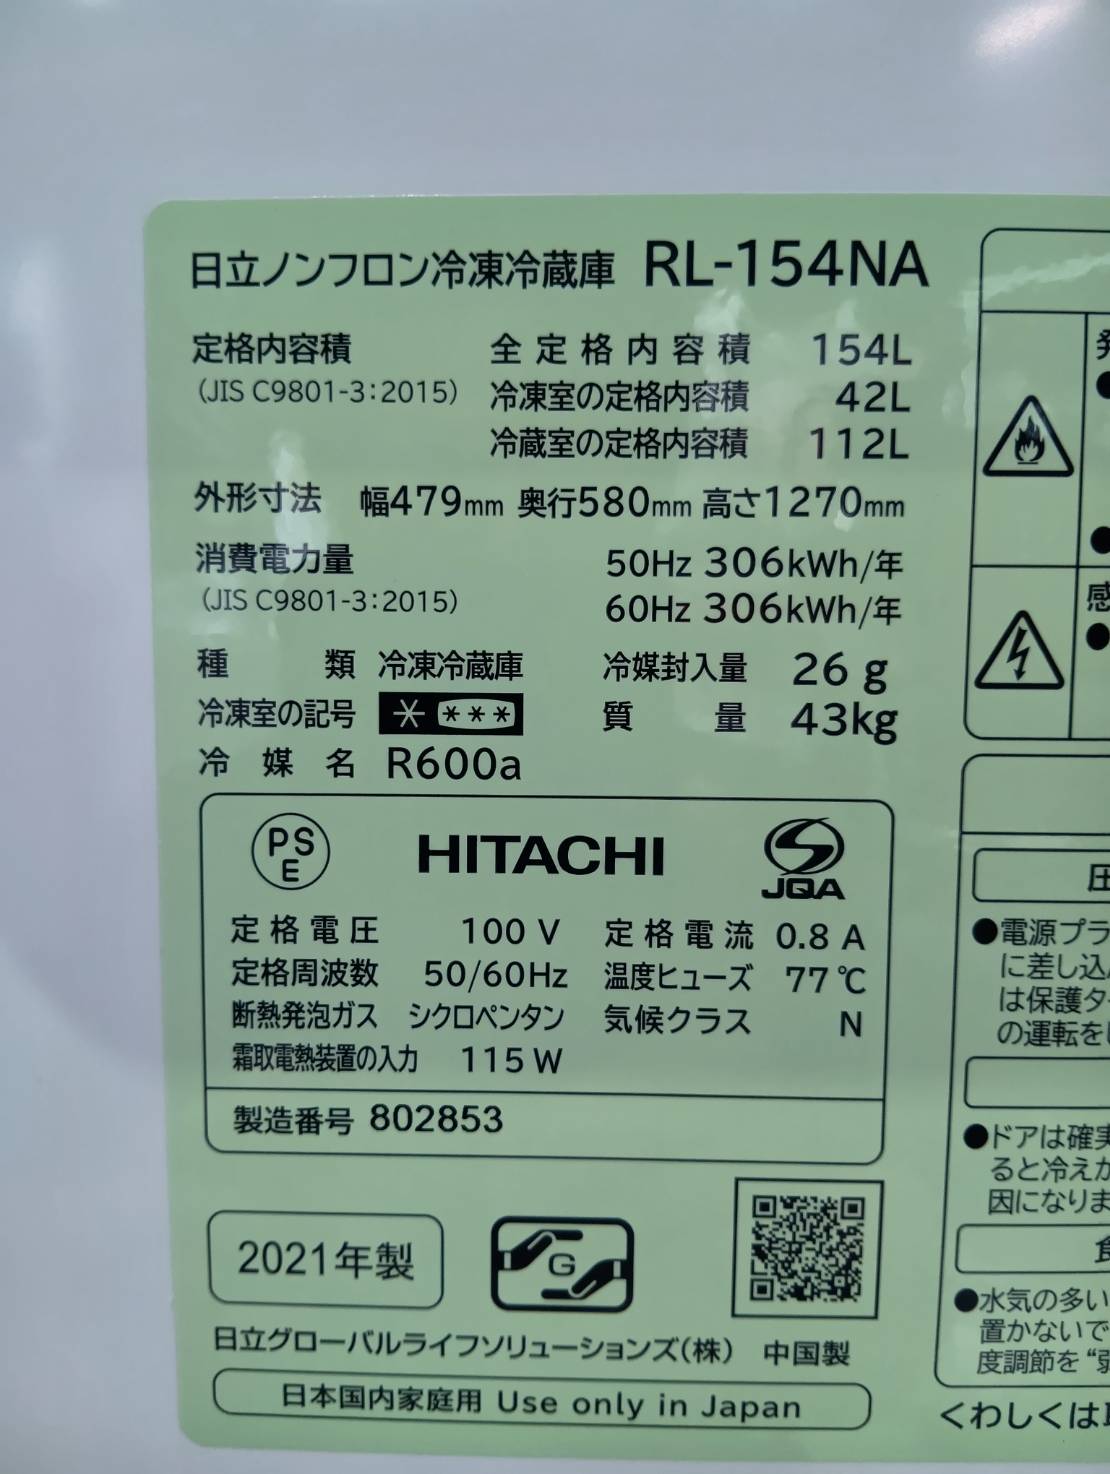 日立ノンフロン冷凍冷蔵庫 RL-154NA
定格内容積 全定格内容積 154L
(JIS C9801-3:2015) 冷凍室の定格内容積 42L
冷蔵室の定格内容積 112L
外形寸法 幅479mm 奥行580mm 高さ1270mm
消費電力量 50Hz 306kWh/年
(JIS C9801-3:2015) 60Hz 306kWh/年
種類 冷凍冷蔵庫 冷媒封入量 26g
冷凍室の記号 * *** 質量 43kg
冷媒名 R600a
PSE HITACHI JQA
定格電圧 100V 定格電流 0.8A
定格周波数 50/60Hz 温度ヒューズ 77℃
断熱発泡ガス シクロペンタン 気候クラス N
霜取電熱装置の入力 115W
製造番号 802853
2021年製 G
日立グローバルライフソリューションズ(株) 中国製
日本国内家庭用 Use only in Japan
感
●電源プラ
に差し込
は保護タ
の運転を
●ドアは確実
ると冷えが
因になりま
●水気の多い
置かないで
度調節を“弱
くわしくは